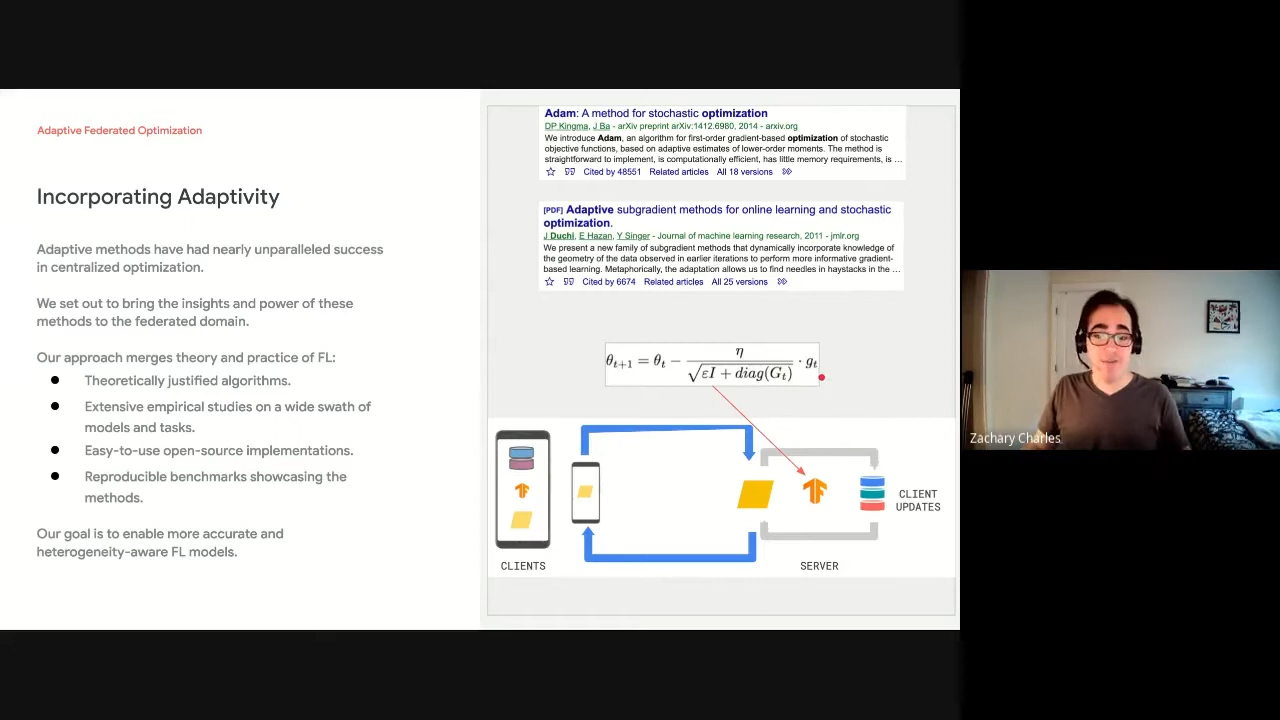 Adaptive Federated Optimization
Incorporating Adaptivity
Adaptive methods have had nearly unparalleled success
in centralized optimization.
We set out to bring the insights and power of these
methods to the federated domain.
Our approach merges theory and practice of FL:
● Theoretically justified algorithms.
● Extensive empirical studies on a wide swath of
models and tasks.
● Easy-to-use open-source implementations.
● Reproducible benchmarks showcasing the
methods.
Our goal is to enable more accurate and
heterogeneity-aware FL models.
Adam: A method for stochastic optimization
DP Kingma, J Ba - arXiv preprint arXiv:1412.6980, 2014 - arxiv.org
We introduce Adam, an algorithm for first-order gradient-based optimization of stochastic
objective functions, based on adaptive estimates of lower-order moments. The method is
straightforward to implement, is computationally efficient, has little memory requirements, is ...
Cited by 48551 Related articles All 18 versions
[PDF] Adaptive subgradient methods for online learning and stochastic
optimization.
J Duchi, E Hazan, Y Singer - Journal of machine learning research, 2011 - jmlr.org
We present a new family of subgradient methods that dynamically incorporate knowledge of
the geometry of the data observed in earlier iterations to perform more informative gradient-
based learning. Metaphorically, the adaptation allows us to find needles in haystacks in the ...
Cited by 6674 Related articles All 25 versions
θ_{t+1} = θ_t − η / √(εI + diag(G_t)) · g_t
CLIENT
UPDATES
CLIENTS
SERVER
Zachary Charles